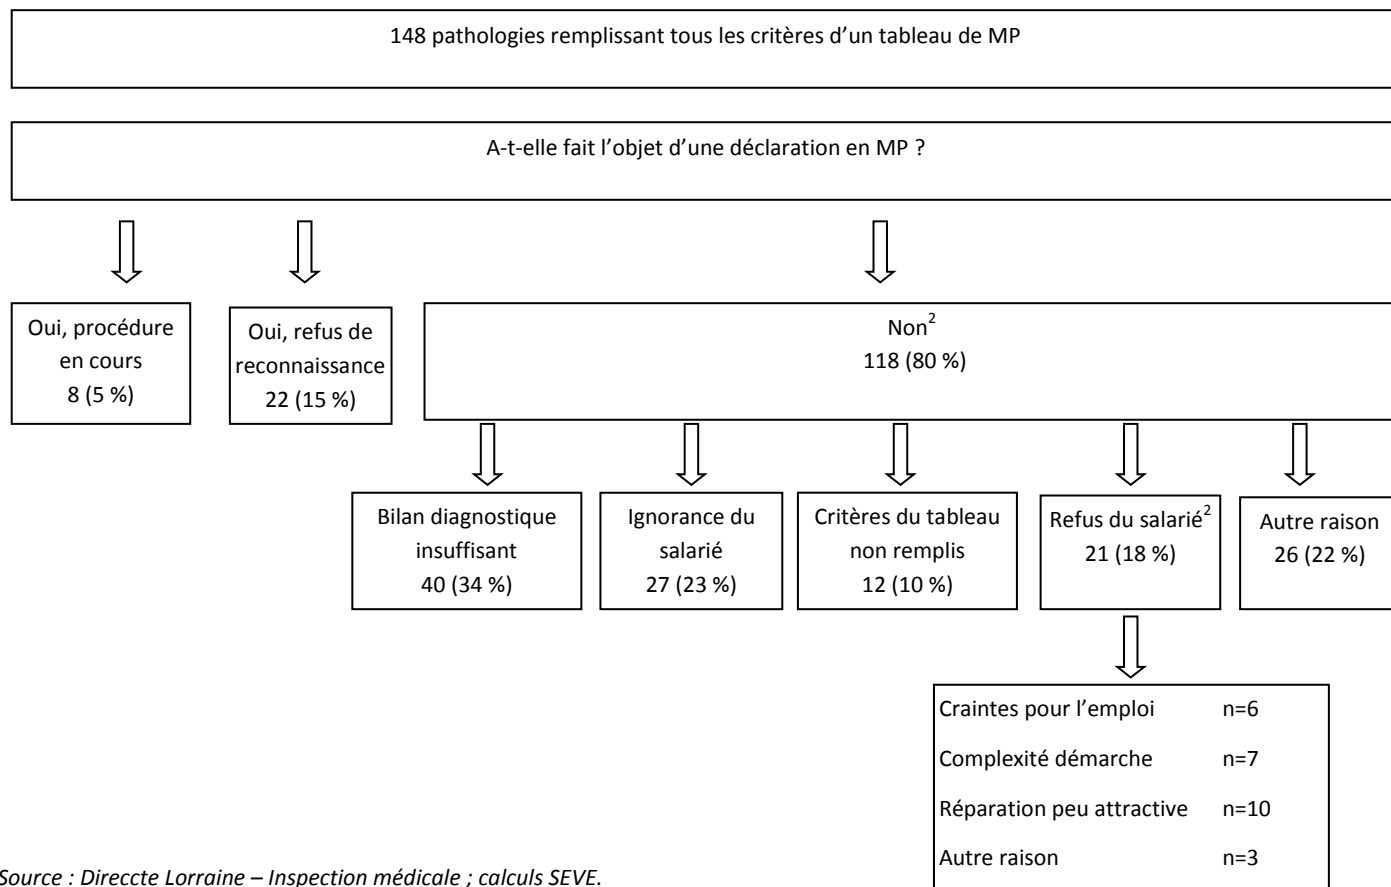 148 pathologies remplissant tous les critères d’un tableau de MP
A-t-elle fait l’objet d’une déclaration en MP ?
Oui, procédure
en cours
8 (5 %)
Oui, refus de
reconnaissance
22 (15 %)
Non²
118 (80 %)
Bilan diagnostique
insuffisant
40 (34 %)
Ignorance du
salarié
27 (23 %)
Critères du tableau
non remplis
12 (10 %)
Refus du salarié²
21 (18 %)
Autre raison
26 (22 %)
Craintes pour l’emploi n=6
Complexité démarche n=7
Réparation peu attractive n=10
Autre raison n=3
Source : Direccte Lorraine – Inspection médicale ; calculs SEVE.